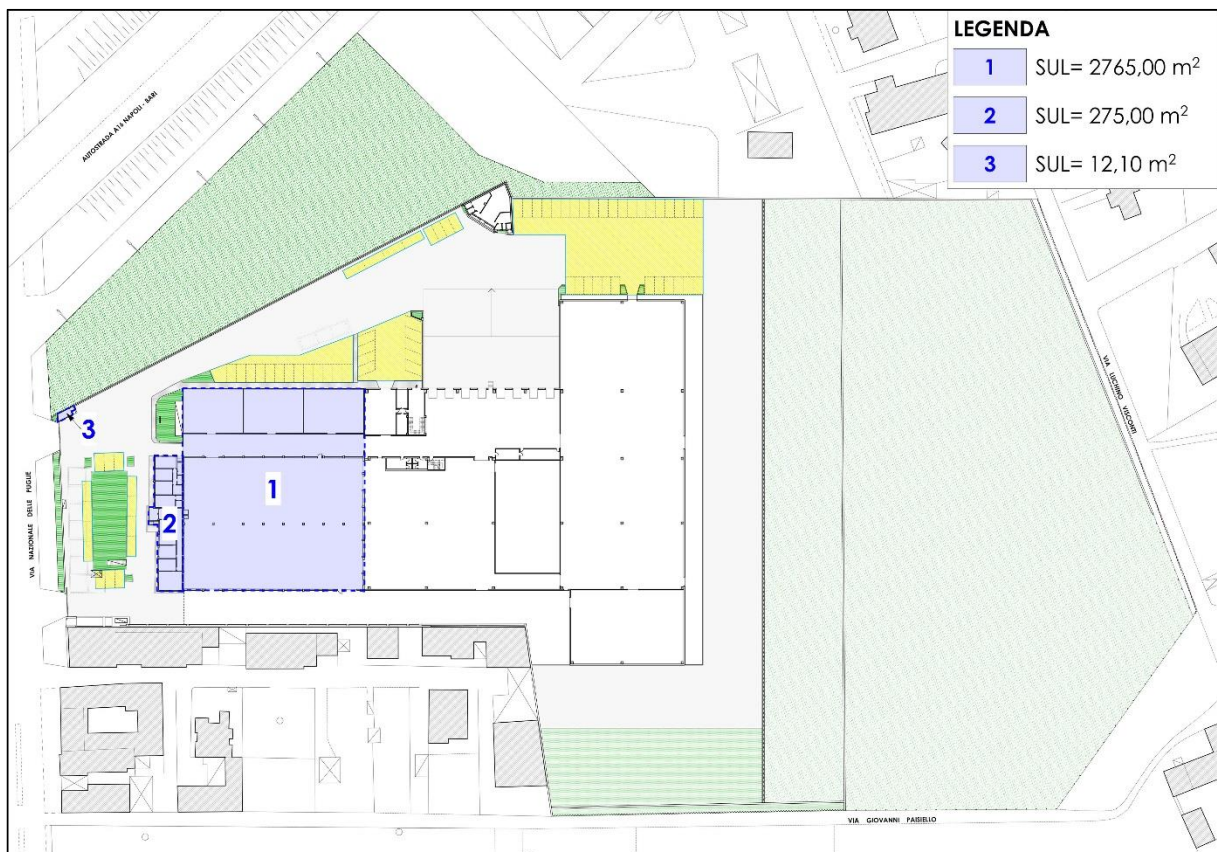 LEGENDA
1 SUL= 2765,00 m²
2 SUL= 275,00 m²
3 SUL= 12,10 m²
AUTOSTRADA A16 NAPOLI - BARI
3
1
2
VIA NAZIONALE DELLE PUGLIE
VIA LUCHINO VISCONTI
VIA GIOVANNI PAISIELLO